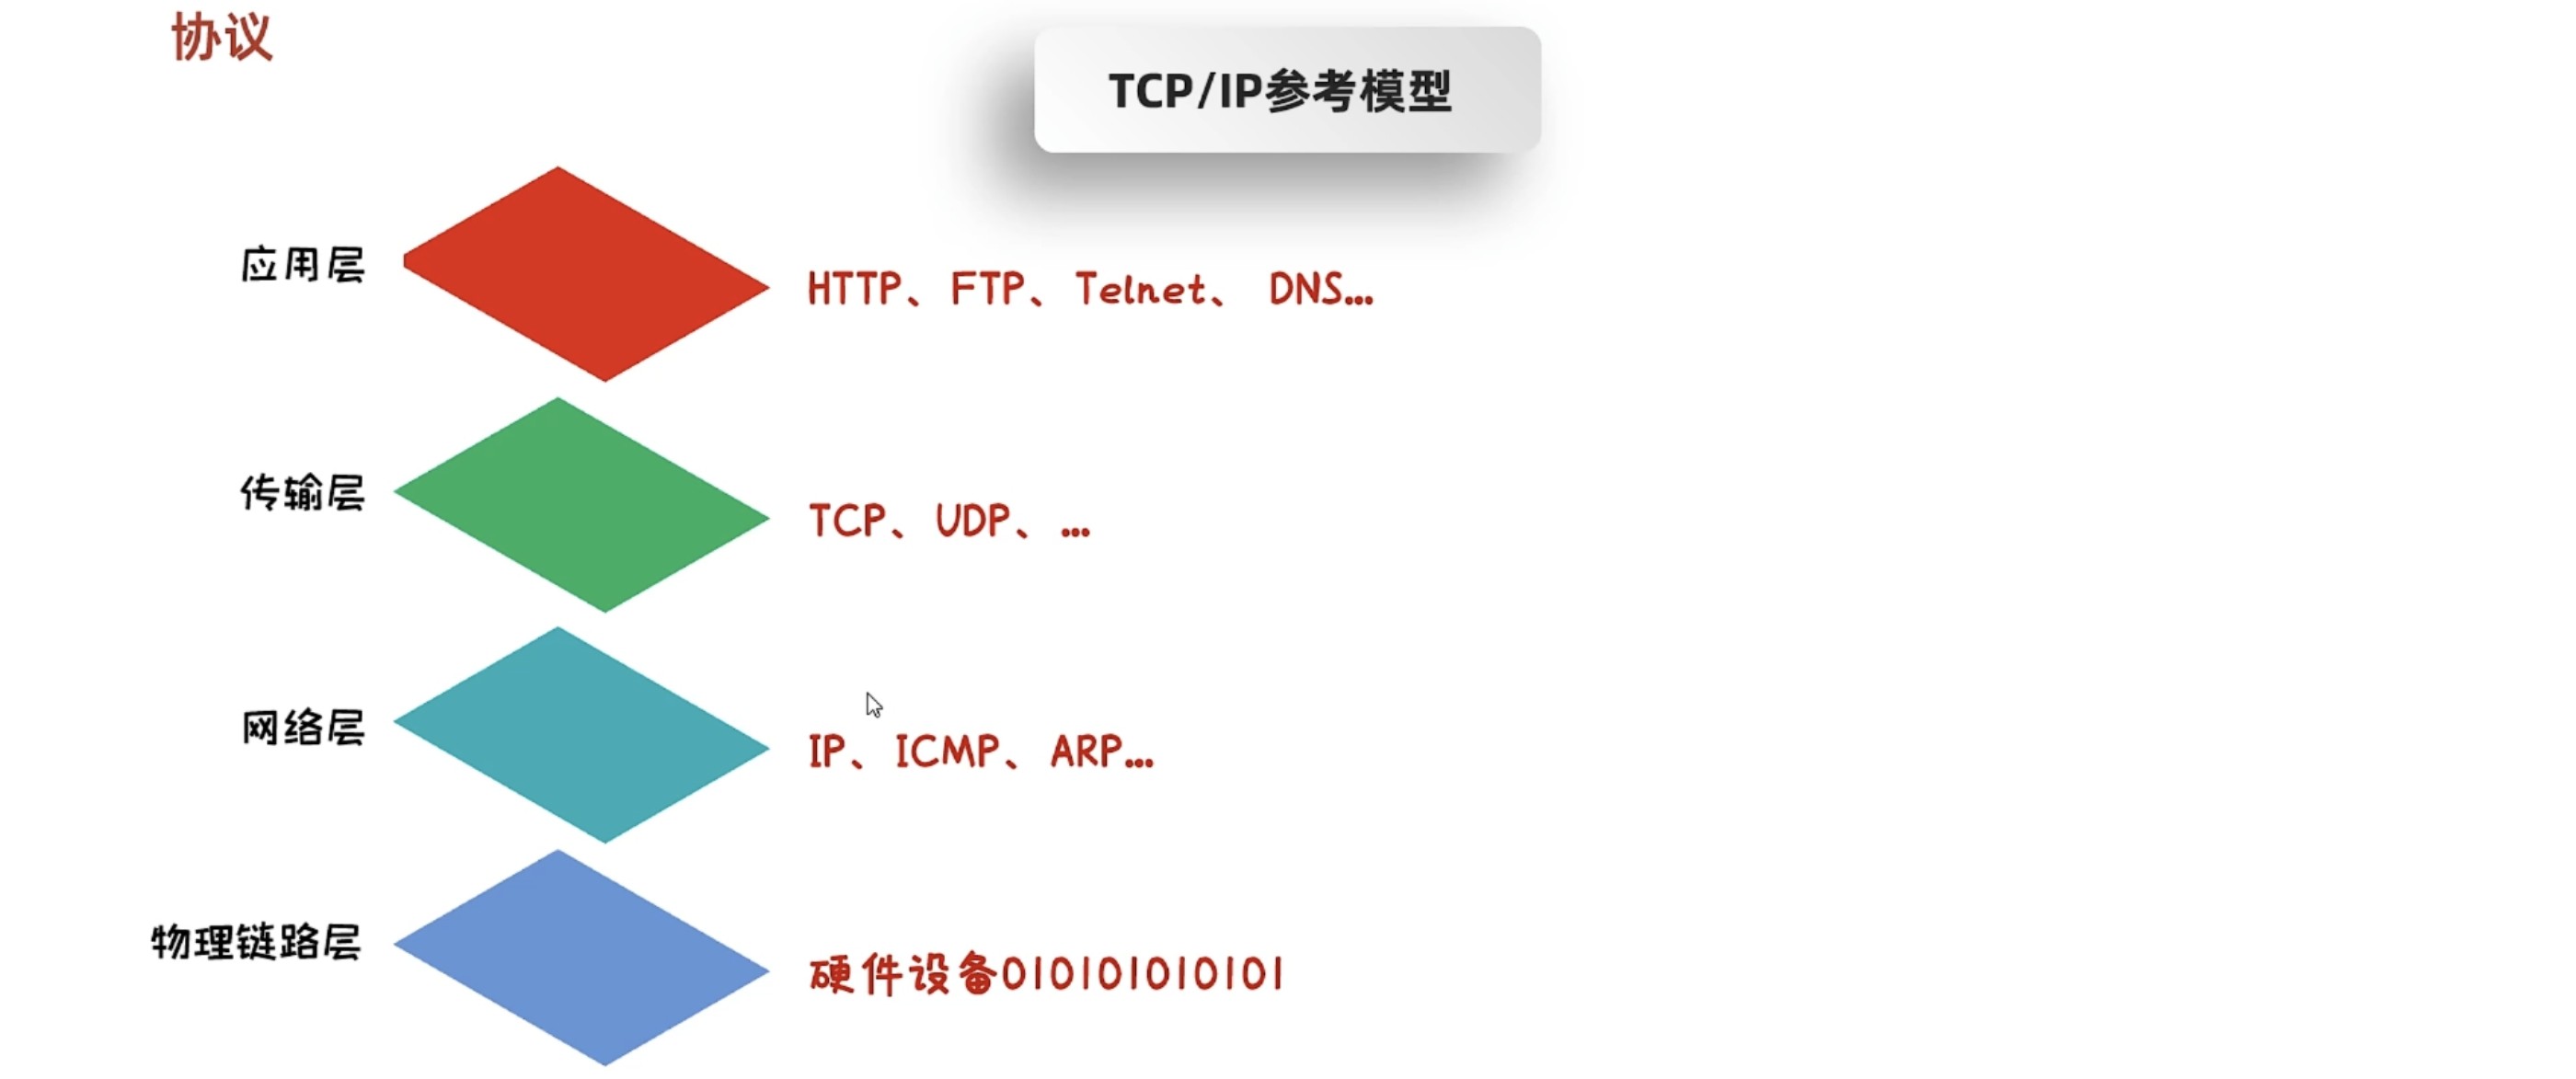 协议
TCP/IP参考模型
应用层
HTTP、FTP、Telnet、 DNS...
传输层
TCP、UDP、...
网络层
IP、ICMP、ARP...
物理链路层
硬件设备010101010101